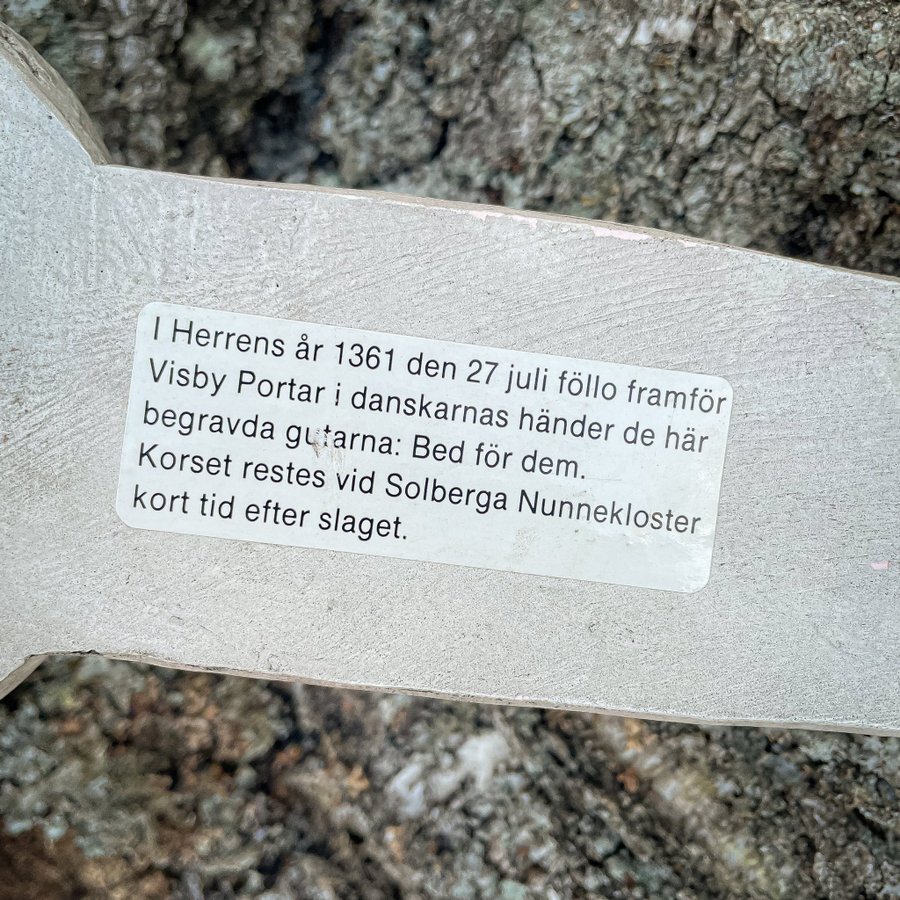 I Herrens år 1361 den 27 juli föllo framför
Visby Portar i danskarnas händer de här
begravda gutarna: Bed för dem.
Korset restes vid Solberga Nunnekloster
kort tid efter slaget.